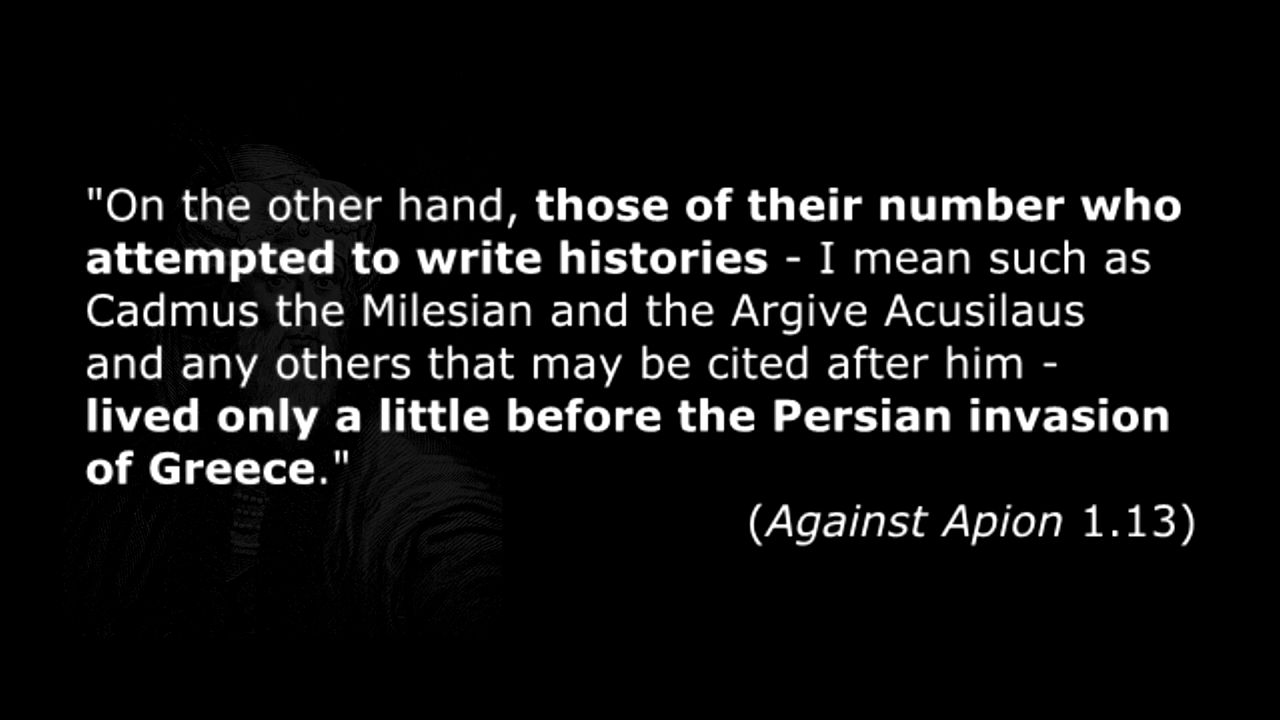 "On the other hand, those of their number who
attempted to write histories - I mean such as
Cadmus the Milesian and the Argive Acusilaus
and any others that may be cited after him -
lived only a little before the Persian invasion
of Greece."
(Against Apion 1.13)